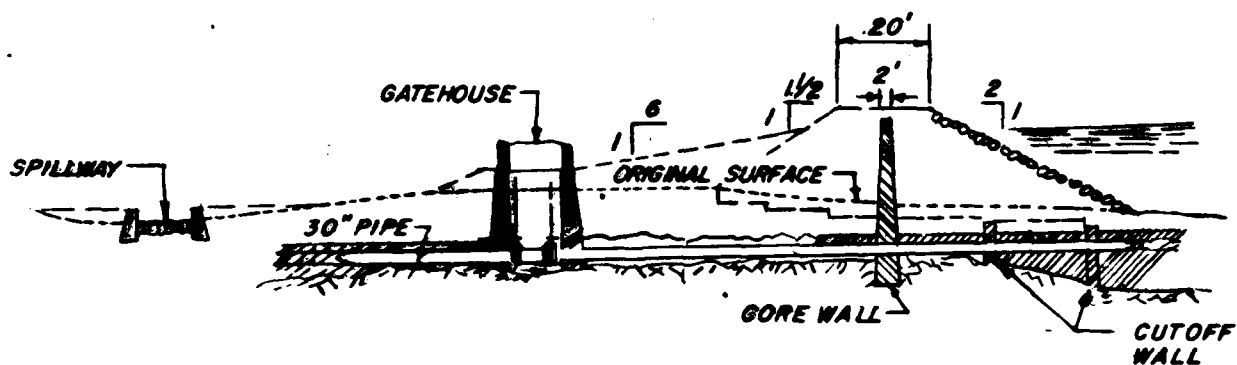 .20'
2'
1 1/2
1
2
1
6
1
GATEHOUSE
SPILLWAY
ORIGINAL SURFACE
30" PIPE
GORE WALL
CUTOFF
WALL